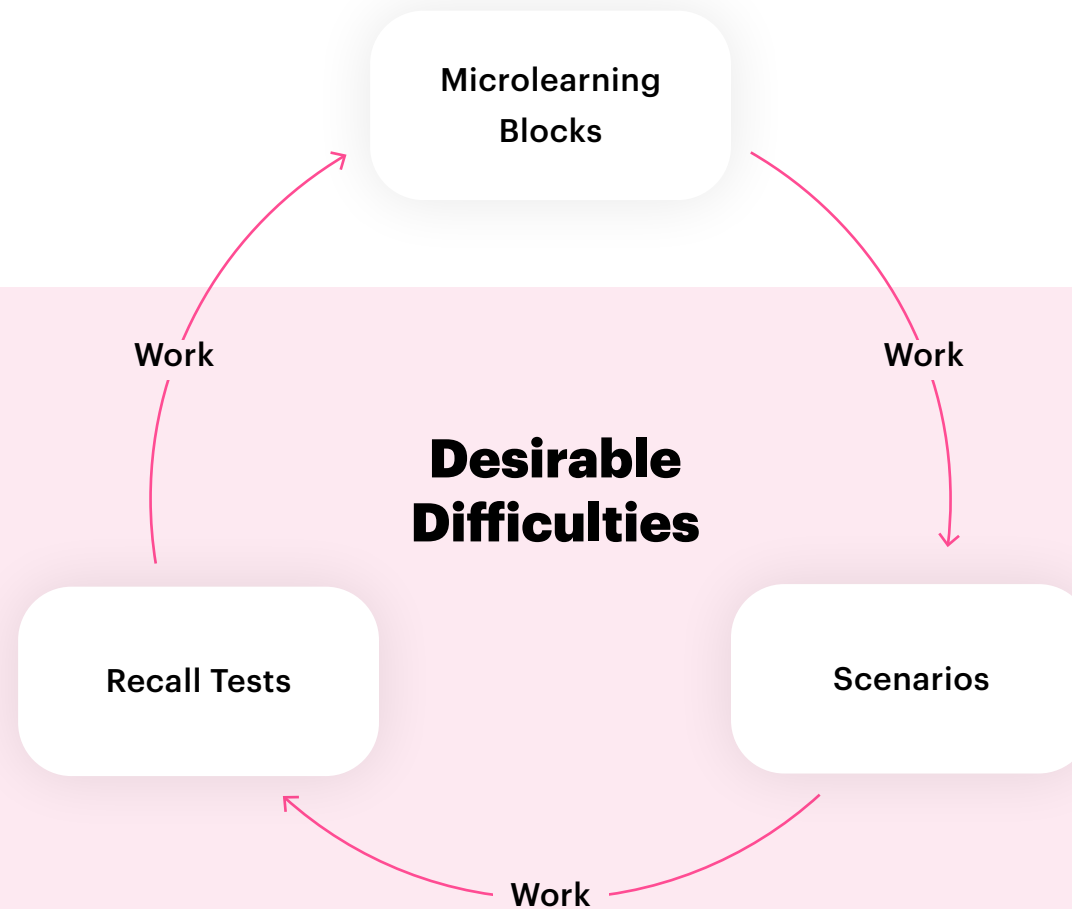 Microlearning
Blocks
Work
Work
Desirable
Difficulties
Recall Tests
Scenarios
Work